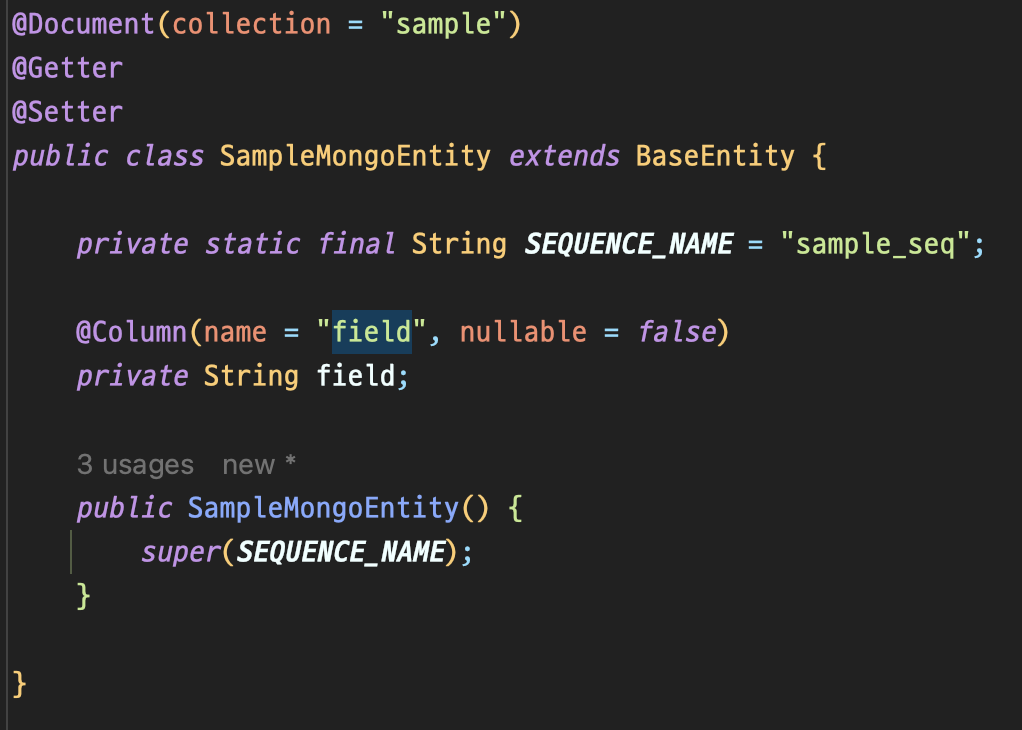 @Document(collection = "sample")
@Getter
@Setter
public class SampleMongoEntity extends BaseEntity {
private static final String SEQUENCE_NAME = "sample_seq";
@Column(name = "field", nullable = false)
private String field;
3 usages new *
public SampleMongoEntity() {
super(SEQUENCE_NAME);
}
}